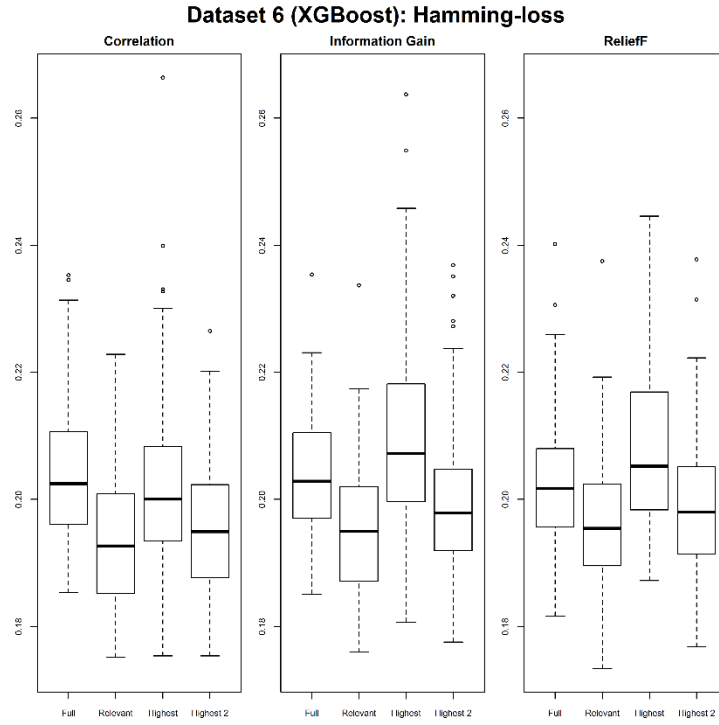 Dataset 6 (XGBoost): Hamming-loss
Correlation
0.26
0.24
0.22
0.20
0.18
Full Relevant Highest Highest 2
Information Gain
0.26
0.24
0.22
0.20
0.18
Full Relevant Highest Highest 2
ReliefF
0.26
0.24
0.22
0.20
0.18
Full Relevant Highest Highest 2